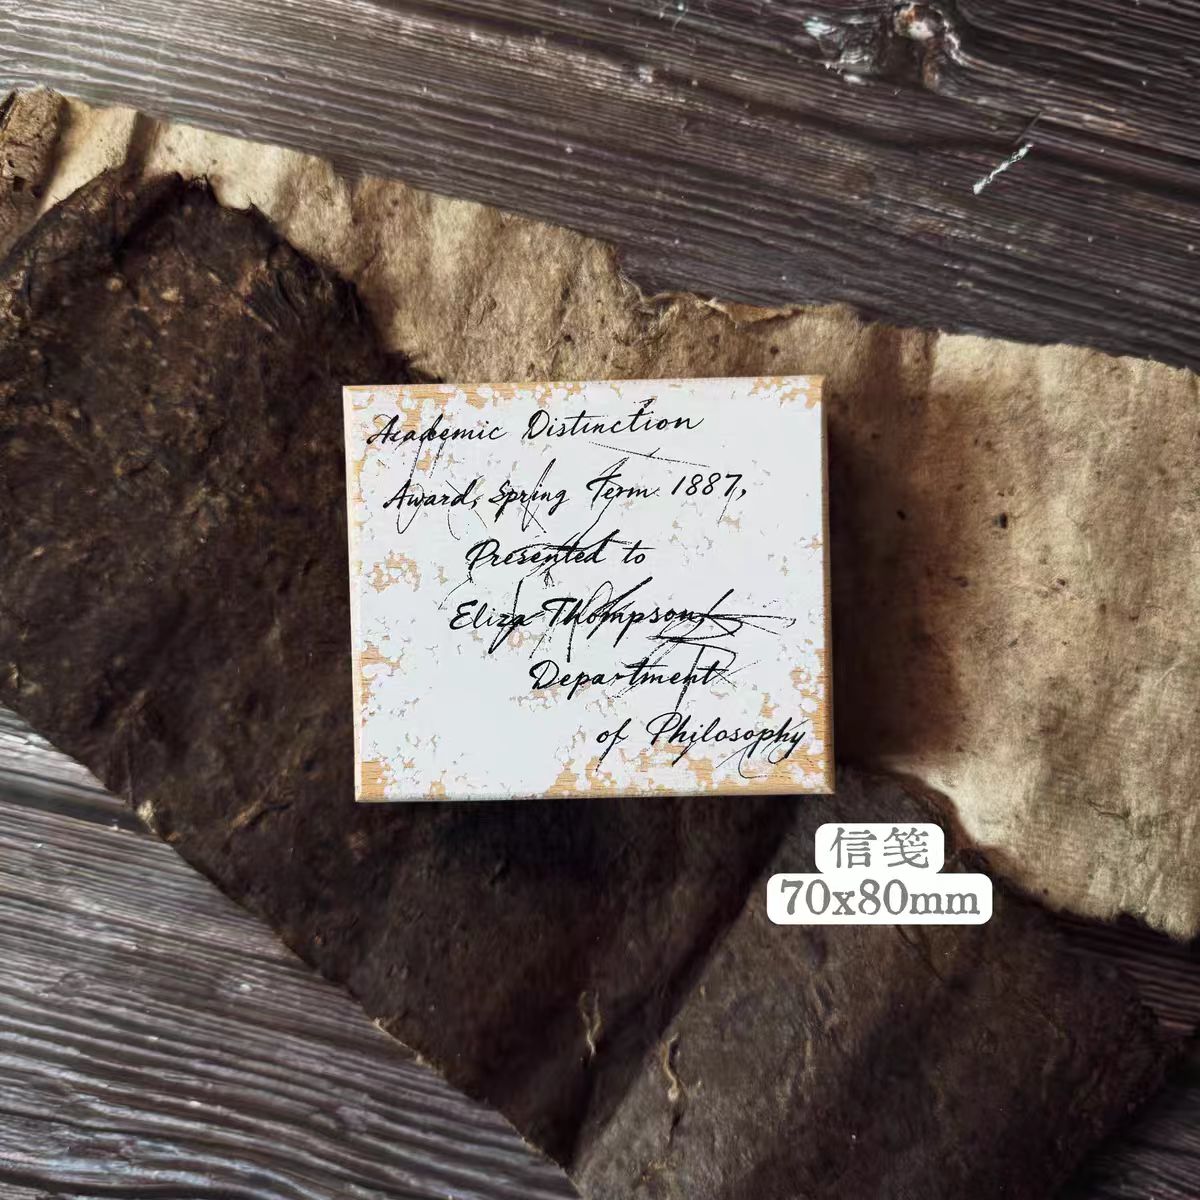 Academic Distinction
Award, Spring Term 1887,
Presented to
Eliza Thompson
Department
of Philosophy
信笺
70x80mm